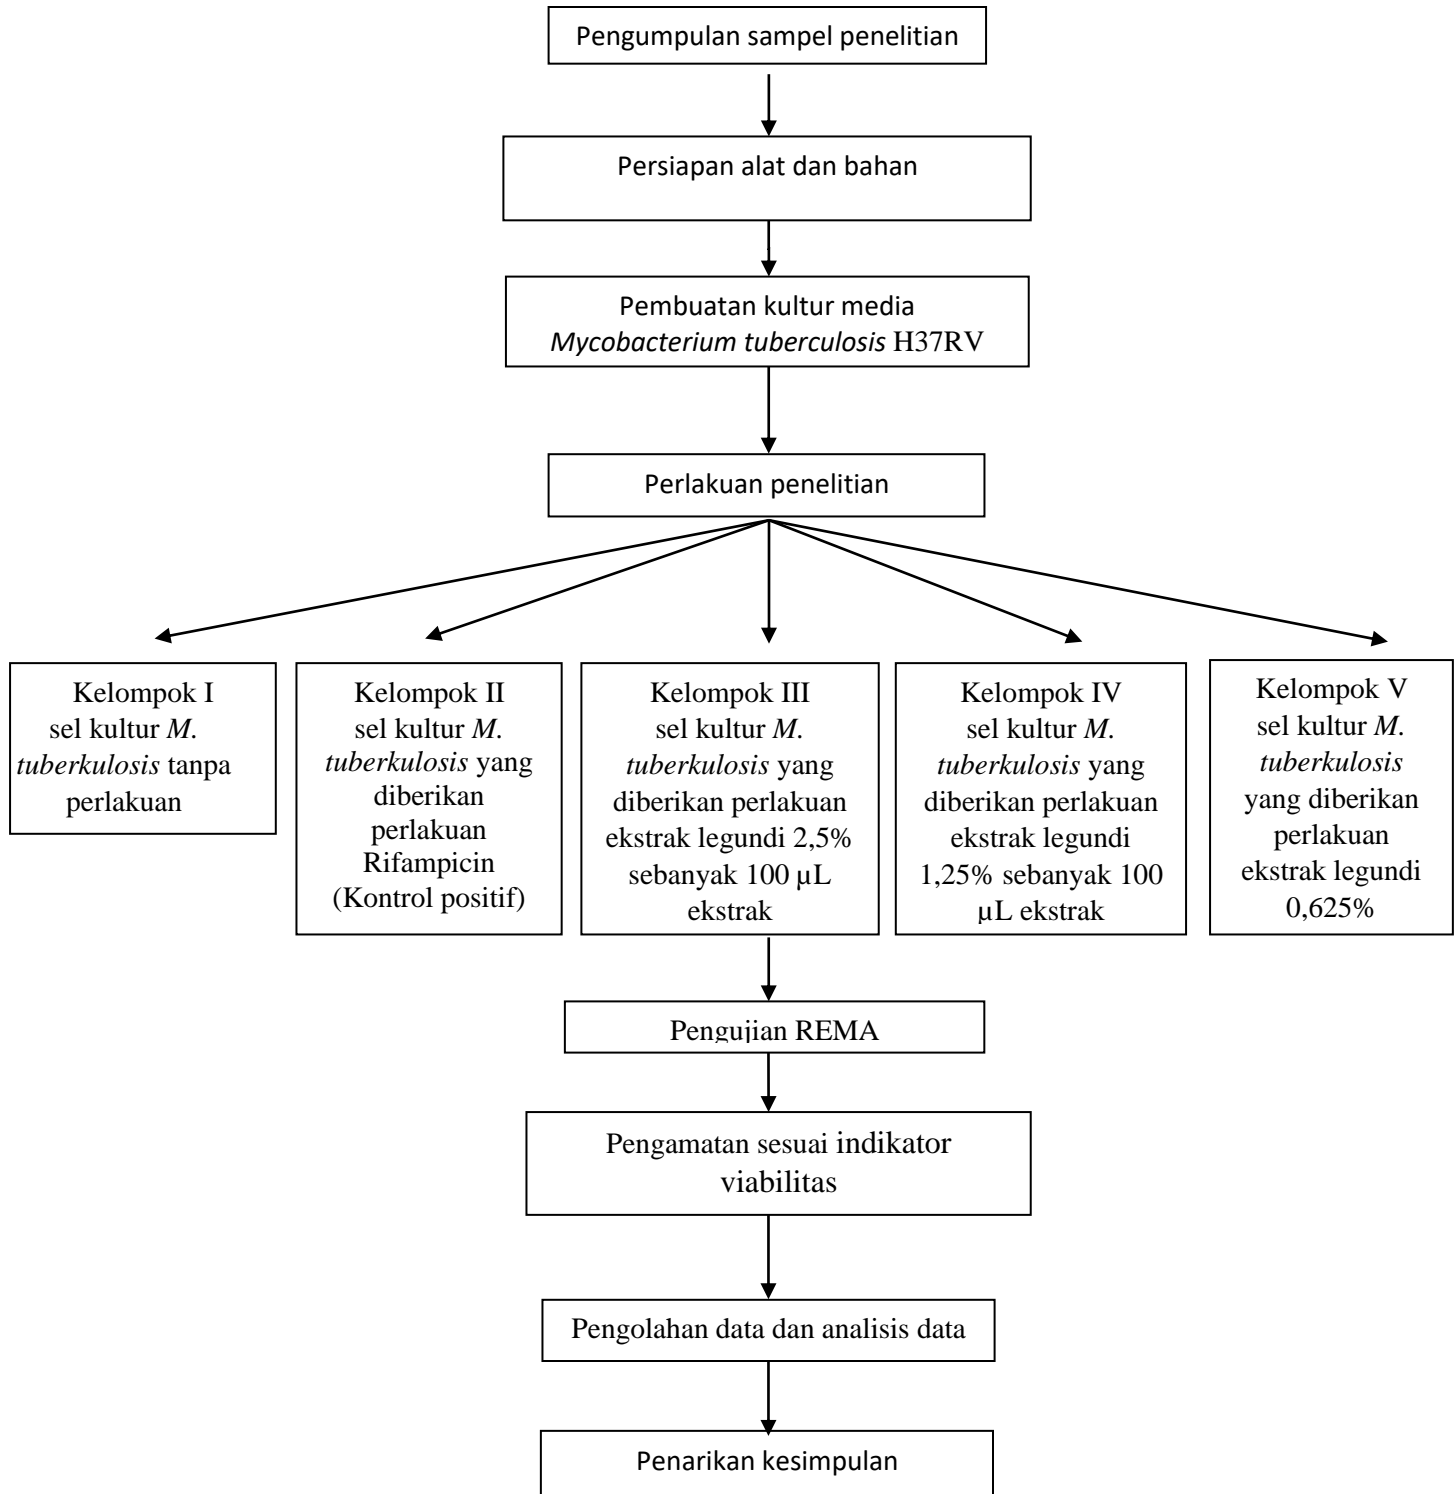 Pengumpulan sampel penelitian
Persiapan alat dan bahan
Pembuatan kultur media
Mycobacterium tuberculosis H37RV
Perlakuan penelitian
Kelompok I
sel kultur M.
tuberkulosis tanpa
perlakuan
Kelompok II
sel kultur M.
tuberkulosis yang
diberikan
perlakuan
Rifampicin
(Kontrol positif)
Kelompok III
sel kultur M.
tuberkulosis yang
diberikan perlakuan
ekstrak legundi 2,5%
sebanyak 100 µL
ekstrak
Kelompok IV
sel kultur M.
tuberkulosis yang
diberikan perlakuan
ekstrak legundi
1,25% sebanyak 100
µL ekstrak
Kelompok V
sel kultur M.
tuberkulosis
yang diberikan
perlakuan
ekstrak legundi
0,625%
Pengujian REMA
Pengamatan sesuai indikator
viabilitas
Pengolahan data dan analisis data
Penarikan kesimpulan